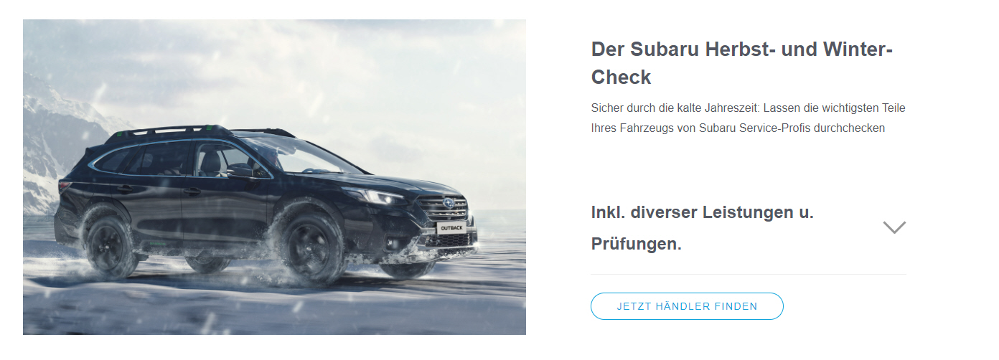 Der Subaru Herbst- und Winter-
Check
Sicher durch die kalte Jahreszeit: Lassen die wichtigsten Teile
Ihres Fahrzeugs von Subaru Service-Profis durchchecken
Inkl. diverser Leistungen u.
Prüfungen.
JETZT HÄNDLER FINDEN
OUTBACK